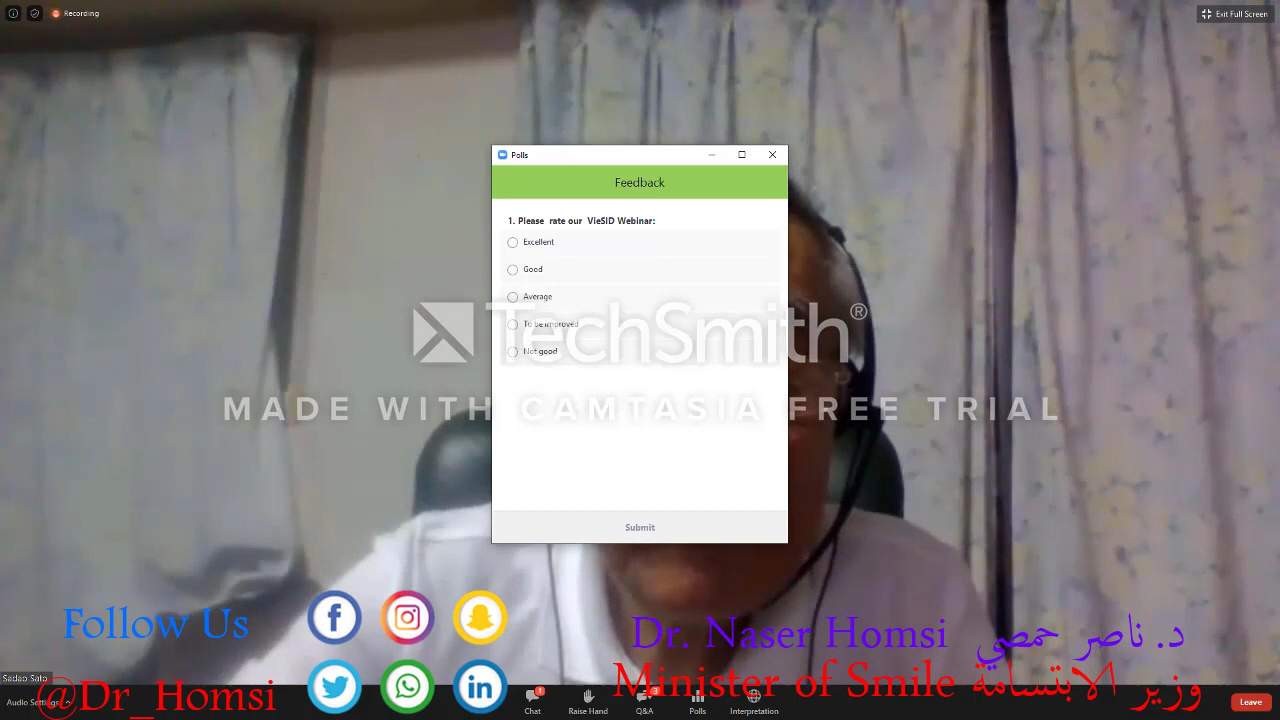 Recording
Exit Full Screen
Polls
Feedback
1. Please rate our VieSID Webinar:
Excellent
Good
Average
To be improved
Not good
TechSmith®
MADE WITH CAMTASIA FREE TRIAL
Submit
Follow Us
Dr. Naser Homsi د. ناصر حمصي
Sadao Sato
Minister of Smile وزير الابتسامة
@Dr_Homsi
Audio Settings
Chat
1
Raise Hand
Q&A
3
Polls
Interpretation
Leave